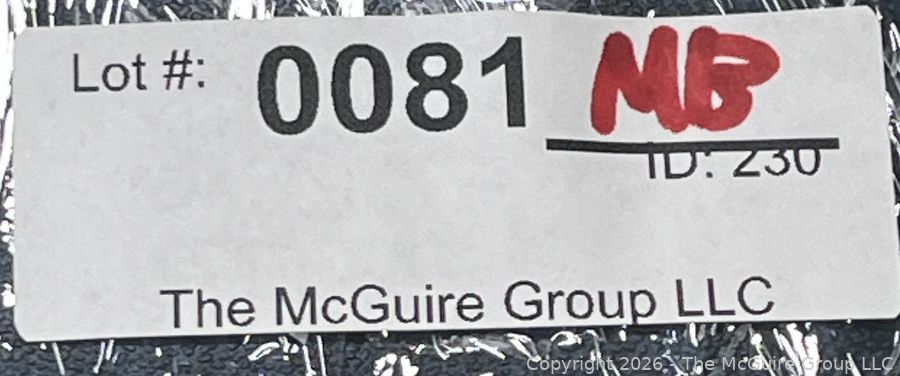 Lot #: 0081 MB
ID: 230
The McGuire Group LLC
Copyright 2026 - The McGuire Group LLC